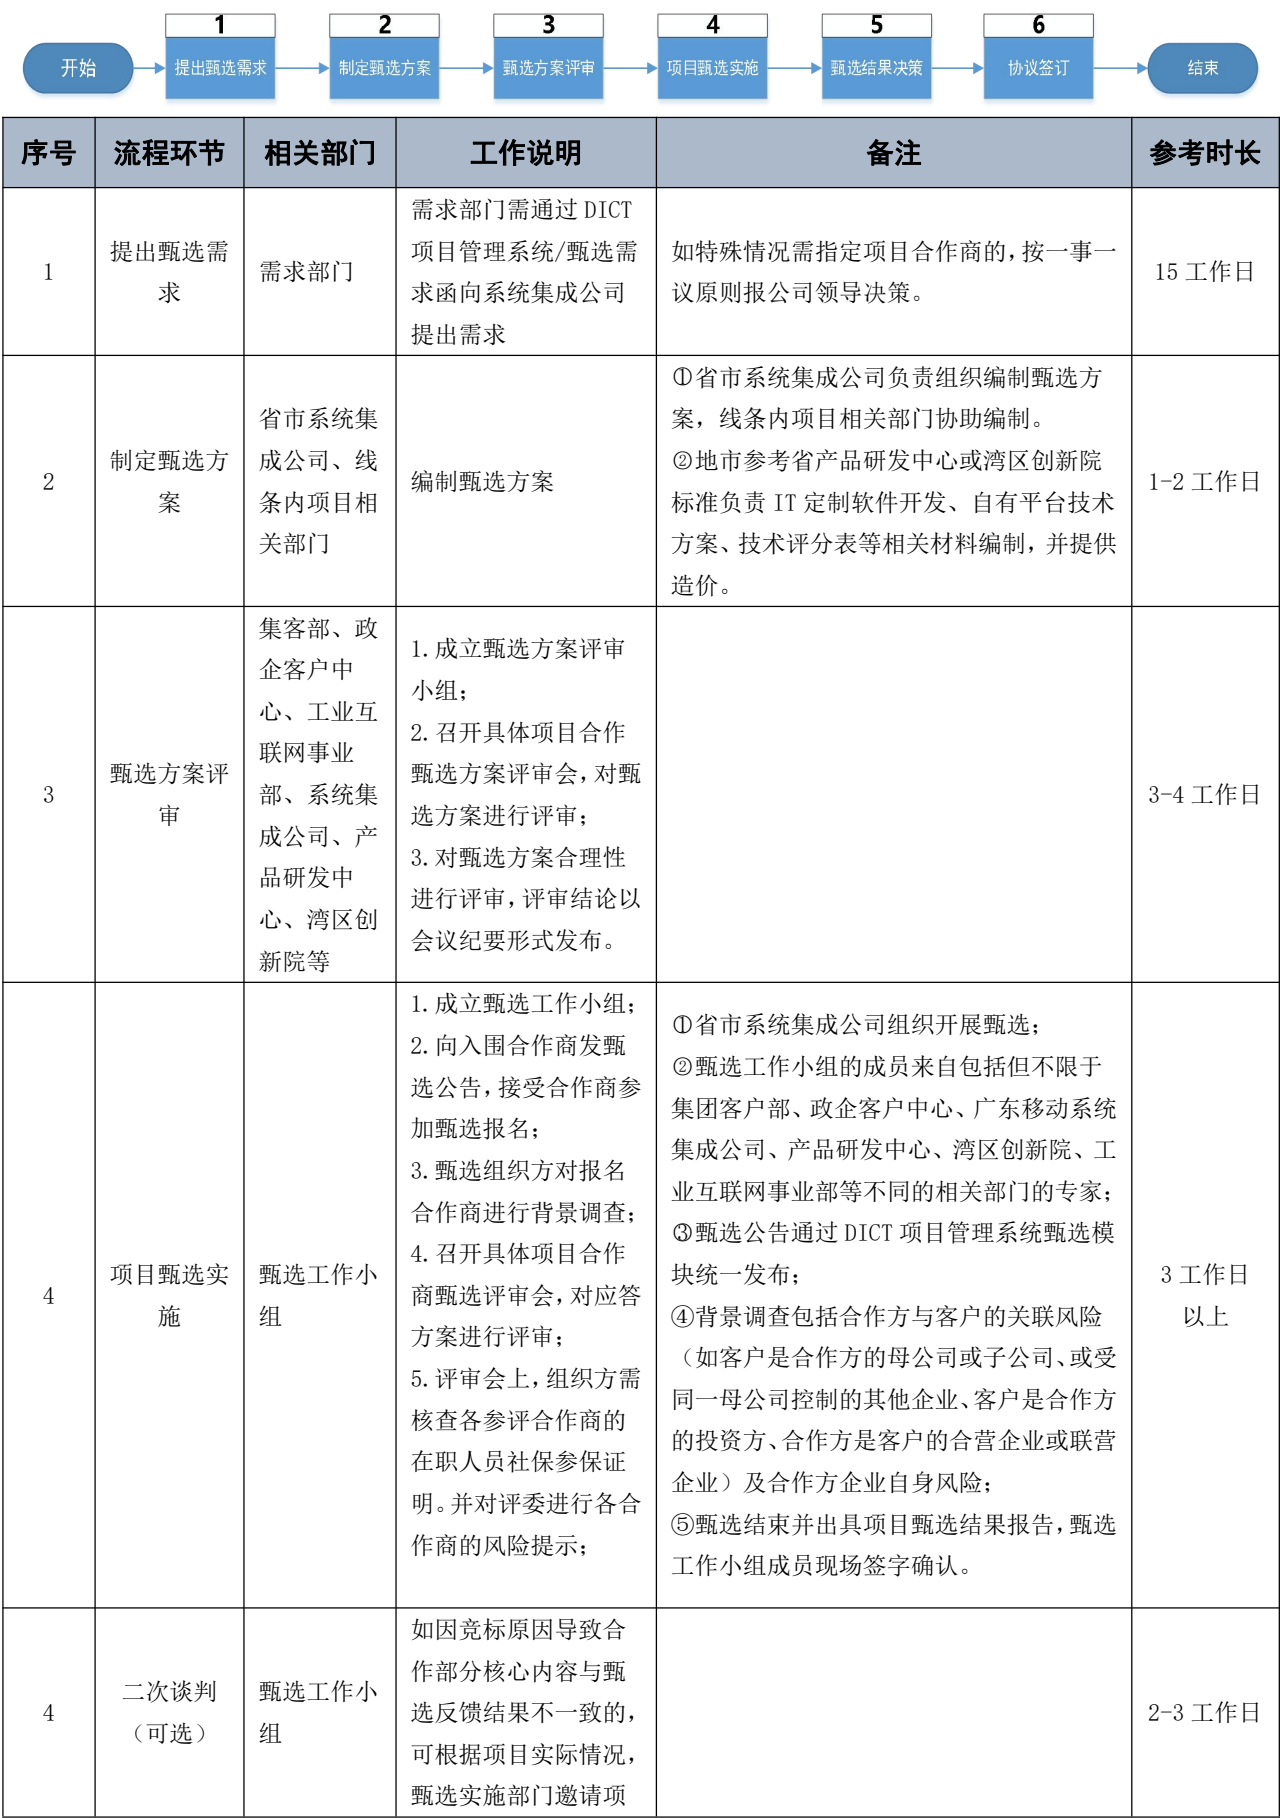 1
2
3
4
5
6
开始
提出甄选需求
制定甄选方案
甄选方案评审
项目甄选实施
甄选结果决策
协议签订
结束
序号
流程环节
相关部门
工作说明
备注
参考时长
1
提出甄选需
求
需求部门
需求部门需通过 DICT
项目管理系统/甄选需
求函向系统集成公司
提出需求
如特殊情况需指定项目合作商的，按一事一
议原则报公司领导决策。
15 工作日
2
制定甄选方
案
省市系统集
成公司、线
条内项目相
关部门
编制甄选方案
①省市系统集成公司负责组织编制甄选方
案，线条内项目相关部门协助编制。
②地市参考省产品研发中心或湾区创新院
标准负责 IT 定制软件开发、自有平台技术
方案、技术评分表等相关材料编制，并提供
造价。
1-2 工作日
3
甄选方案评
审
集客部、政
企客户中
心、工业互
联网事业
部、系统集
成公司、产
品研发中
心、湾区创
新院等
1.成立甄选方案评审
小组；
2.召开具体项目合作
甄选方案评审会，对甄
选方案进行评审；
3.对甄选方案合理性
进行评审，评审结论以
会议纪要形式发布。
3-4 工作日
4
项目甄选实
施
甄选工作小
组
1.成立甄选工作小组；
2.向入围合作商发甄
选公告，接受合作商参
加甄选报名；
3.甄选组织方对报名
合作商进行背景调查；
4.召开具体项目合作
商甄选评审会，对应答
方案进行评审；
5.评审会上，组织方需
核查各参评合作商的
在职人员社保参保证
明。并对评委进行各合
作商的风险提示；
①省市系统集成公司组织开展甄选；
②甄选工作小组的成员来自包括但不限于
集团客户部、政企客户中心、广东移动系统
集成公司、产品研发中心、湾区创新院、工
业互联网事业部等不同的相关部门的专家；
③甄选公告通过 DICT 项目管理系统甄选模
块统一发布；
④背景调查包括合作方与客户的关联风险
（如客户是合作方的母公司或子公司、或受
同一母公司控制的其他企业、客户是合作方
的投资方、合作方是客户的合营企业或联营
企业）及合作方企业自身风险；
⑤甄选结束并出具项目甄选结果报告，甄选
工作小组成员现场签字确认。
3 工作日
以上
4
二次谈判
（可选）
甄选工作小
组
如因竞标原因导致合
作部分核心内容与甄
选反馈结果不一致的，
可根据项目实际情况，
甄选实施部门邀请项
2-3 工作日